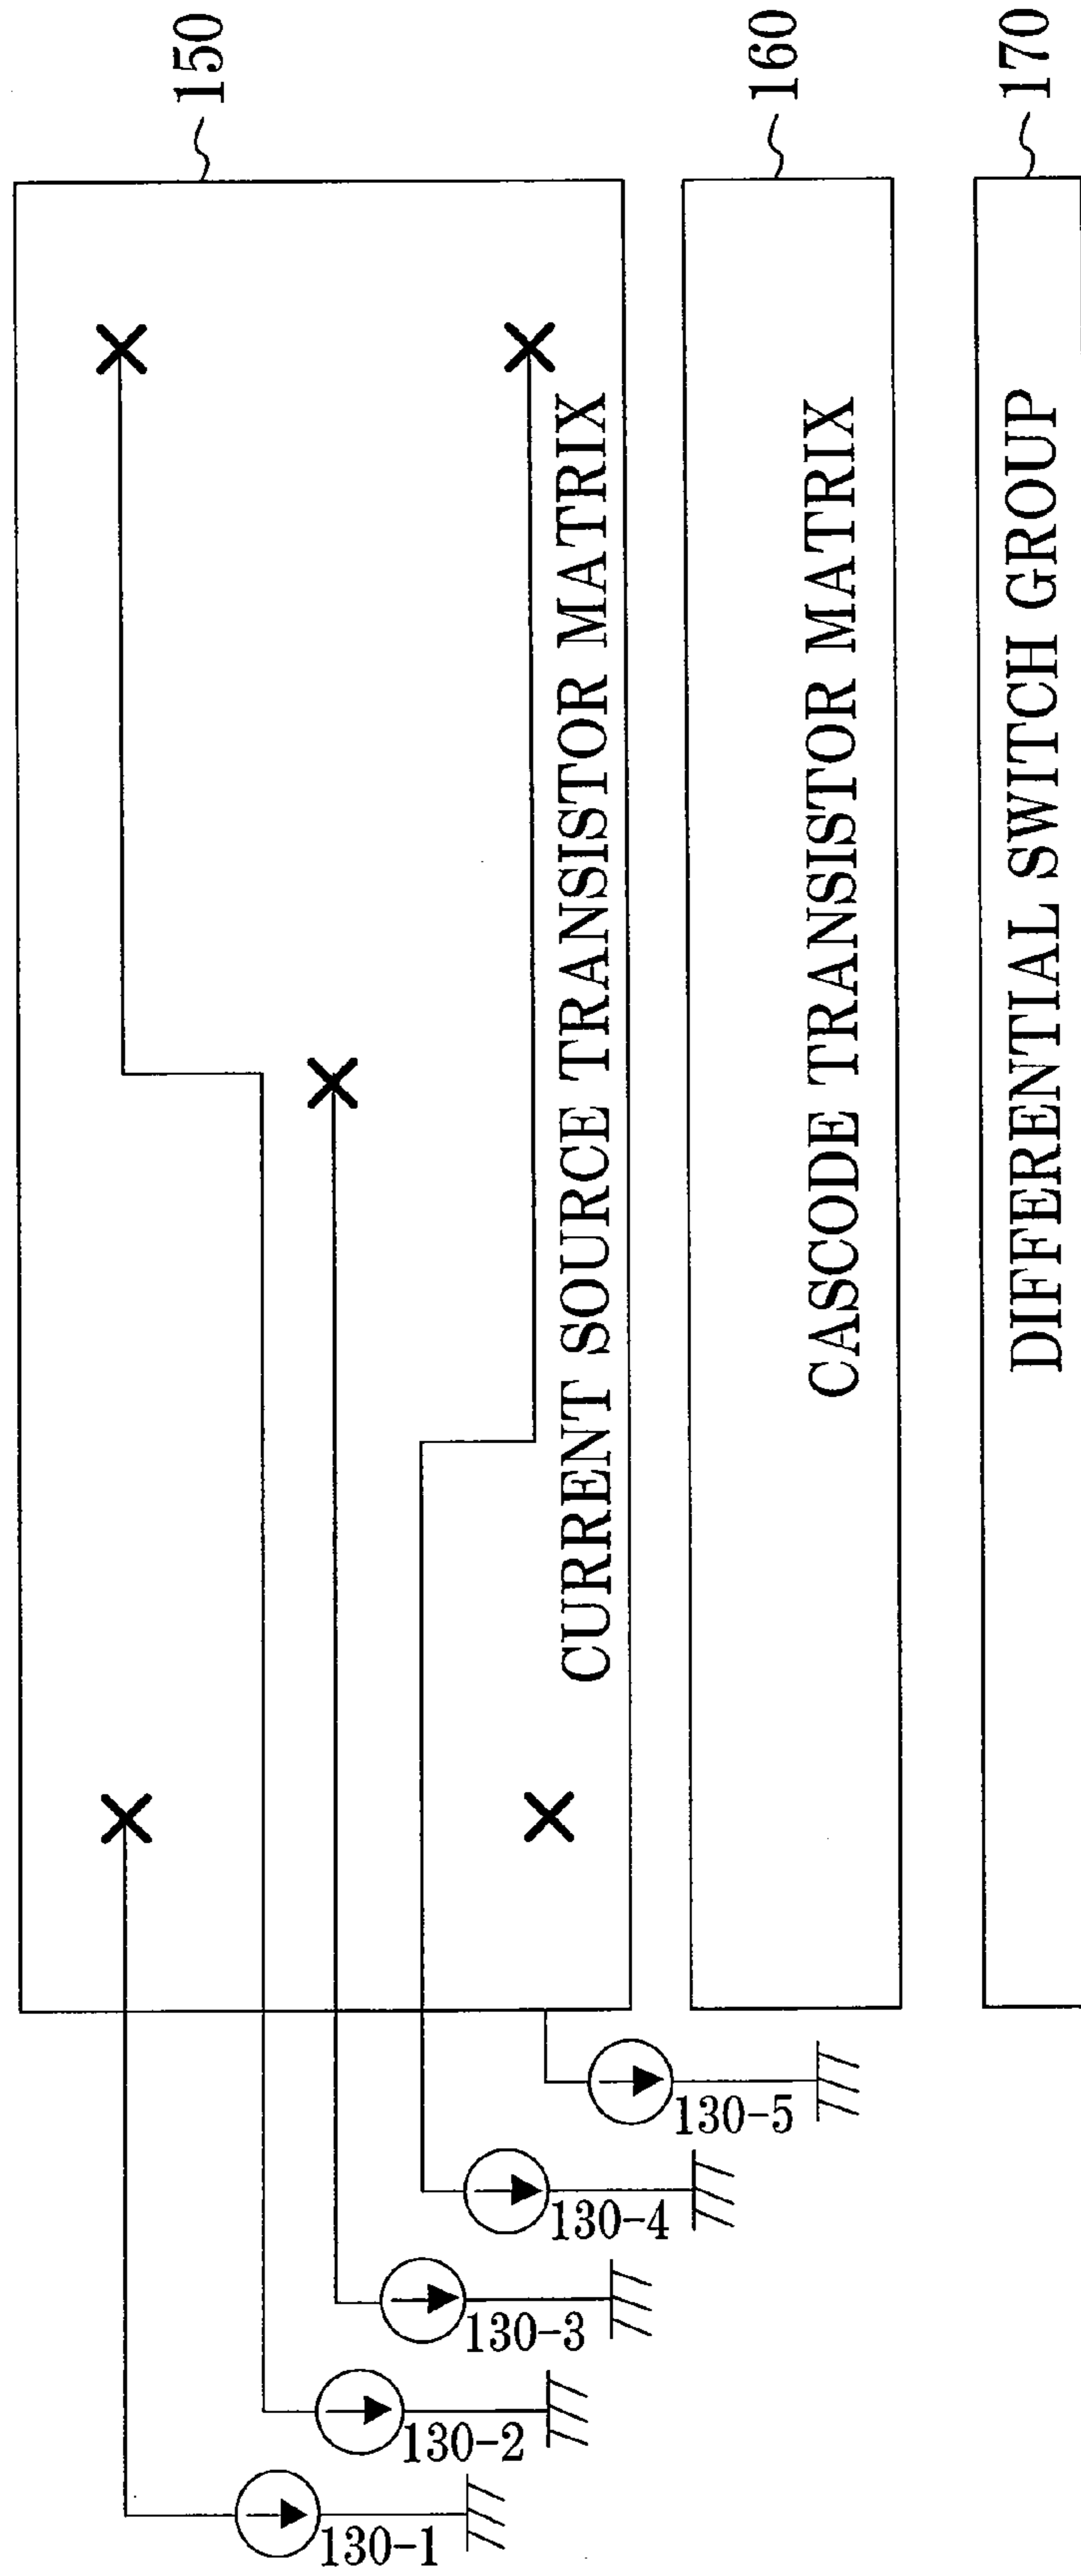 150
CURRENT SOURCE TRANSISTOR MATRIX
160
CASCODE TRANSISTOR MATRIX
170
DIFFERENTIAL SWITCH GROUP
130-1
130-2
130-3
130-4
130-5